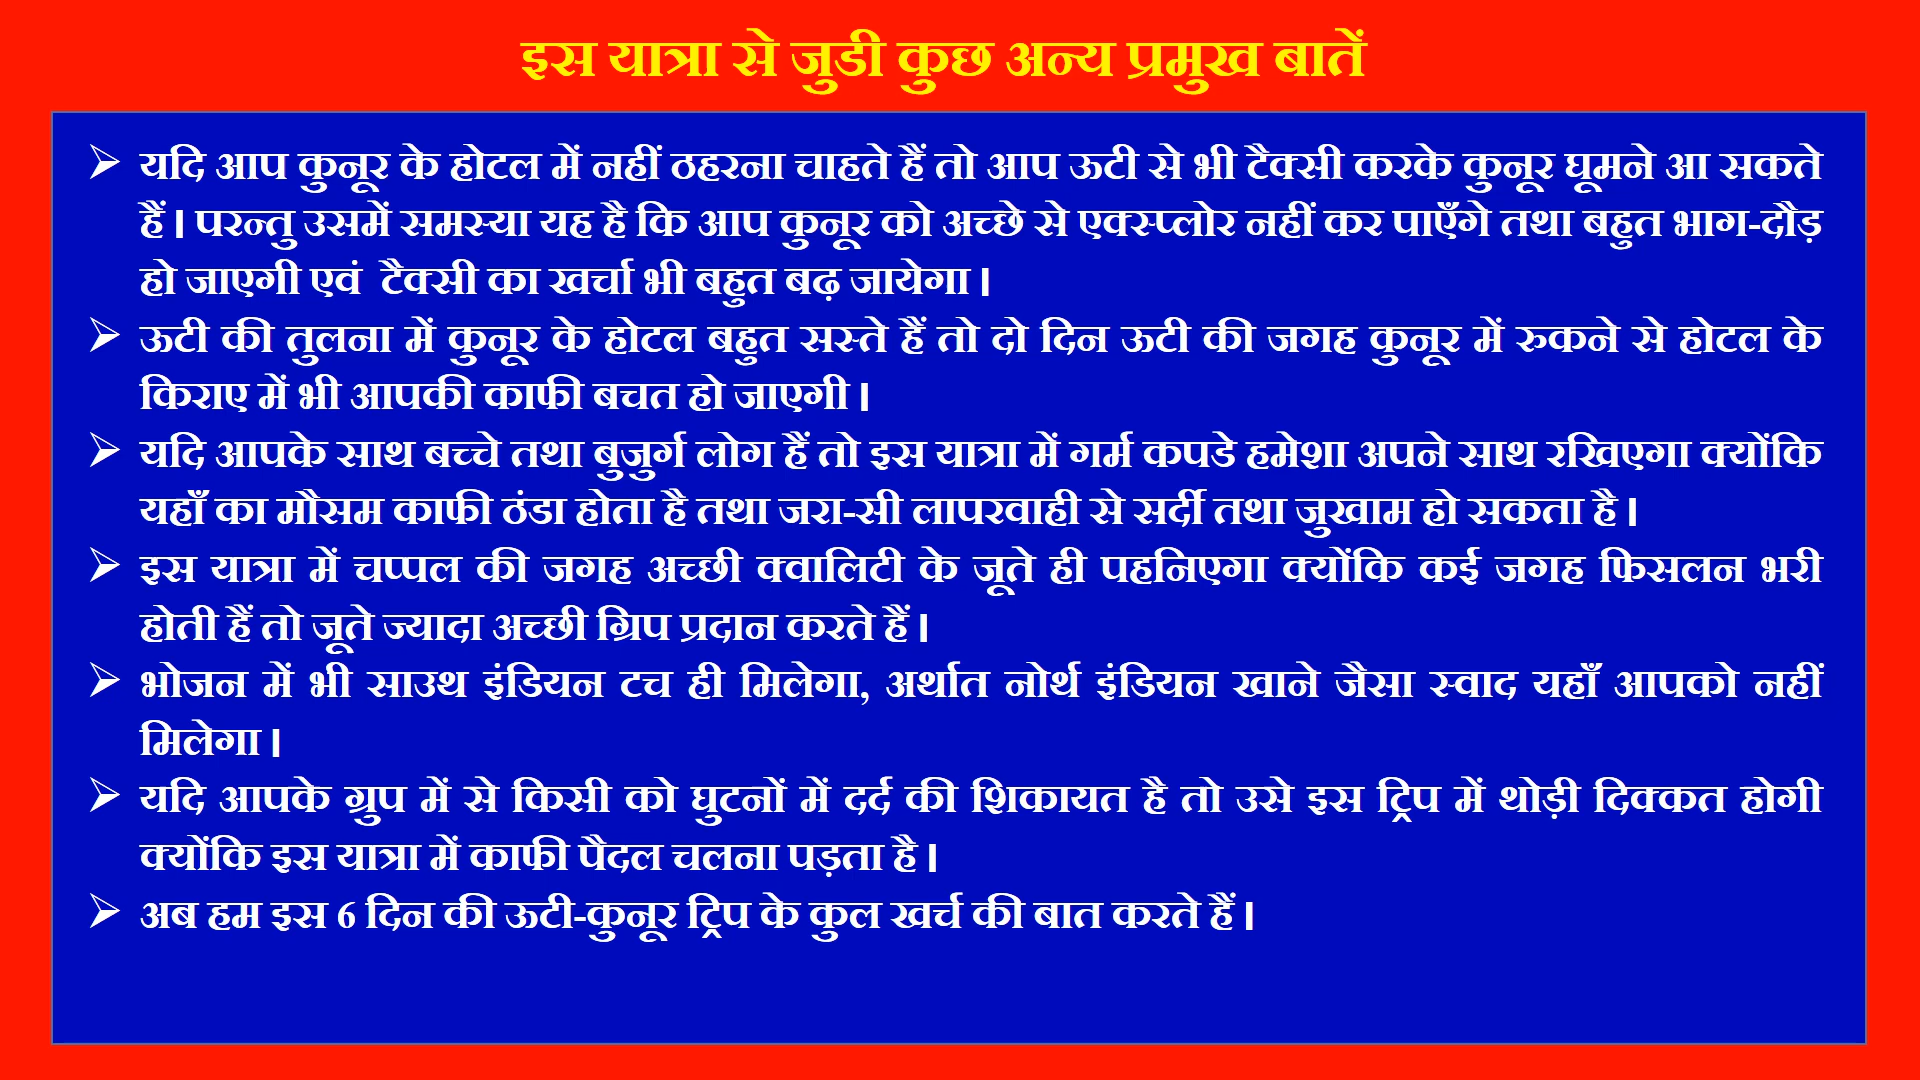 इस यात्रा से जुडी कुछ अन्य प्रमुख बातें
➢ यदि आप कुनूर के होटल में नहीं ठहरना चाहते हैं तो आप ऊटी से भी टैक्सी करके कुनूर घूमने आ सकते
हैं। परन्तु उसमें समस्या यह है कि आप कुनूर को अच्छे से एक्स्प्लोर नहीं कर पाएँगे तथा बहुत भाग-दौड़
हो जाएगी एवं टैक्सी का खर्चा भी बहुत बढ़ जायेगा।
➢ ऊटी की तुलना में कुनूर के होटल बहुत सस्ते हैं तो दो दिन ऊटी की जगह कुनूर में रुकने से होटल के
किराए में भी आपकी काफी बचत हो जाएगी।
➢ यदि आपके साथ बच्चे तथा बुजुर्ग लोग हैं तो इस यात्रा में गर्म कपडे हमेशा अपने साथ रखिएगा क्योंकि
यहाँ का मौसम काफी ठंडा होता है तथा जरा-सी लापरवाही से सर्दी तथा जुखाम हो सकता है।
➢ इस यात्रा में चप्पल की जगह अच्छी क्वालिटी के जूते ही पहनिएगा क्योंकि कई जगह फिसलन भरी
होती हैं तो जूते ज्यादा अच्छी ग्रिप प्रदान करते हैं।
➢ भोजन में भी साउथ इंडियन टच ही मिलेगा, अर्थात नोर्थ इंडियन खाने जैसा स्वाद यहाँ आपको नहीं
मिलेगा।
➢ यदि आपके ग्रुप में से किसी को घुटनों में दर्द की शिकायत है तो उसे इस ट्रिप में थोड़ी दिक्कत होगी
क्योंकि इस यात्रा में काफी पैदल चलना पड़ता है।
➢ अब हम इस 6 दिन की ऊटी-कुनूर ट्रिप के कुल खर्च की बात करते हैं।